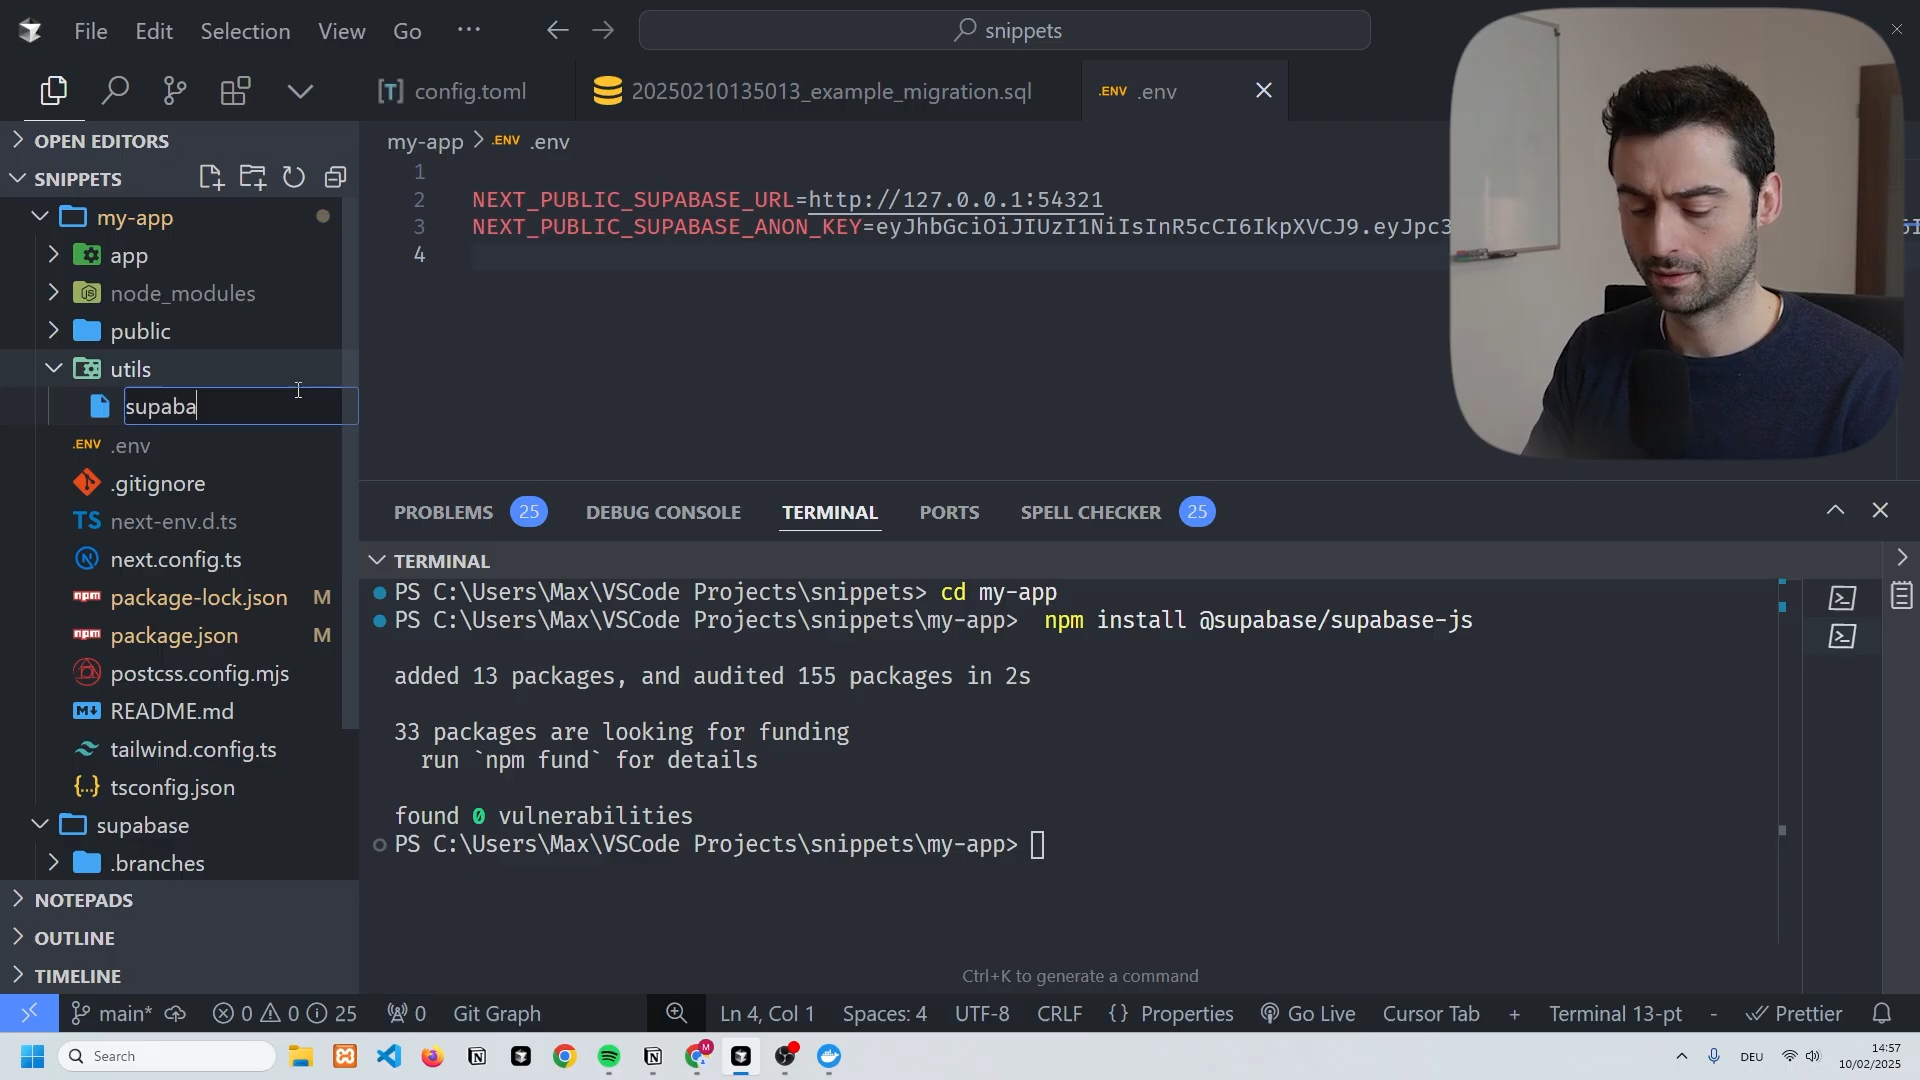 File Edit Selection View Go ··· snippets
config.toml 20250210135013_example_migration.sql .ENV .env
OPEN EDITORS
SNIPPETS
my-app
app
node_modules
public
utils
supaba
.ENV .env
.gitignore
TS next-env.d.ts
next.config.ts
npm package-lock.json M
npm package.json M
postcss.config.mjs
README.md
tailwind.config.ts
{..} tsconfig.json
supabase
.branches
NOTEPADS
OUTLINE
TIMELINE
my-app > .ENV .env
1
2 NEXT_PUBLIC_SUPABASE_URL=http://127.0.0.1:54321
3 NEXT_PUBLIC_SUPABASE_ANON_KEY=eyJhbGciOiJIUzI1NiIsInR5cCI6IkpXVCJ9.eyJpc3
4
PROBLEMS 25 DEBUG CONSOLE TERMINAL PORTS SPELL CHECKER 25
TERMINAL
PS C:\Users\Max\VSCode Projects\snippets> cd my-app
PS C:\Users\Max\VSCode Projects\snippets\my-app> npm install @supabase/supabase-js
added 13 packages, and audited 155 packages in 2s
33 packages are looking for funding
run `npm fund` for details
found 0 vulnerabilities
PS C:\Users\Max\VSCode Projects\snippets\my-app>
Ctrl+K to generate a command
main* 0 0 25 0 Git Graph Ln 4, Col 1 Spaces: 4 UTF-8 CRLF {} Properties Go Live Cursor Tab + Terminal 13-pt - Prettier
Search M DEU 14:57
10/02/2025